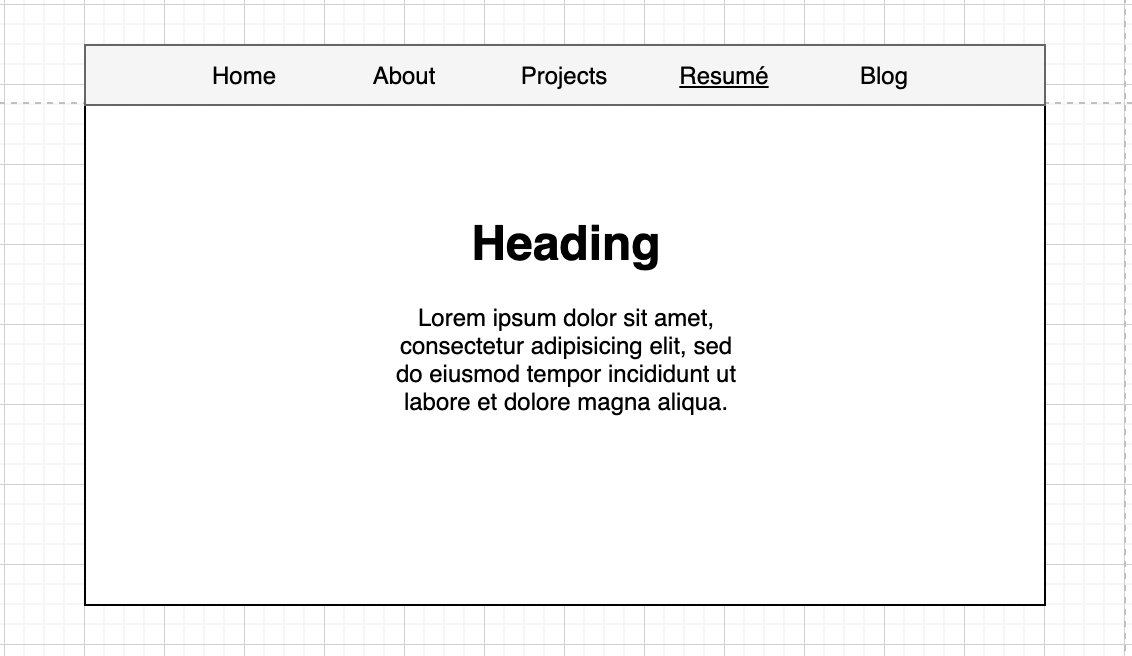 Home About Projects Resumé Blog
Heading
Lorem ipsum dolor sit amet,
consectetur adipisicing elit, sed
do eiusmod tempor incididunt ut
labore et dolore magna aliqua.